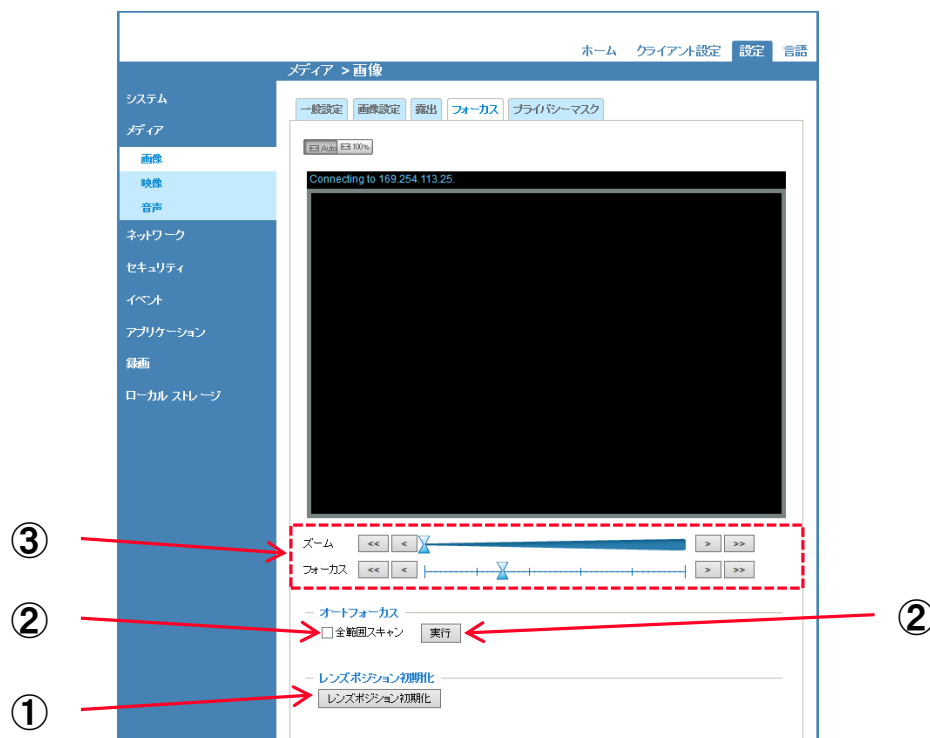 ホーム クライアント設定 設定 言語
メディア > 画像
システム
メディア
画像
映像
音声
ネットワーク
セキュリティ
イベント
アプリケーション
録画
ローカル ストレージ
一般設定 画像設定 露出 フォーカス プライバシーマスク
Auto 100%
Connecting to 169.254.113.25.
③
ズーム << < > >>
フォーカス << < > >>
オートフォーカス
② 全範囲スキャン 実行 ②
レンズポジション初期化
① レンズポジション初期化